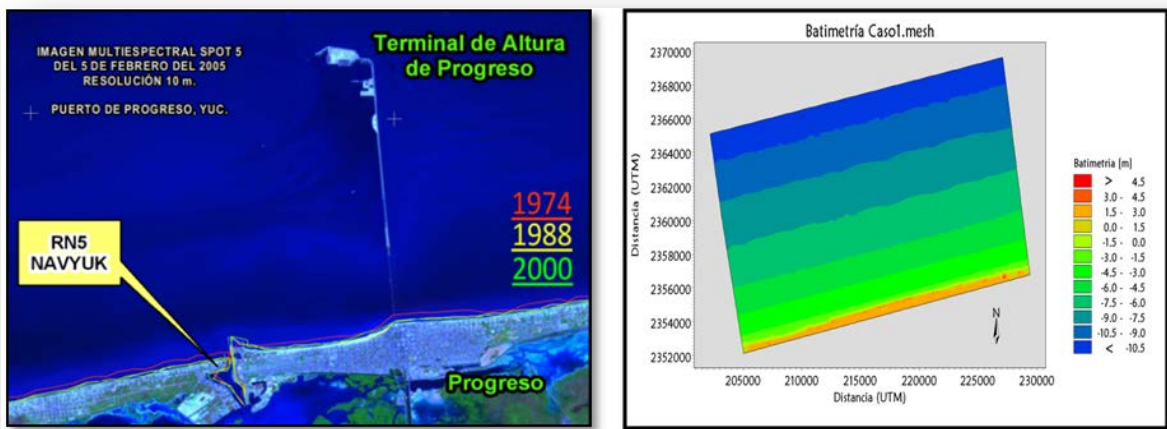 IMAGEN MULTIESPECTRAL SPOT 5
DEL 5 DE FEBRERO DEL 2005
RESOLUCIÓN 10 m.
PUERTO DE PROGRESO, YUC.
Terminal de Altura
de Progreso
1974
1988
2000
RN5
NAVYUK
Progreso
Batimetría Caso1.mesh
Distancia (UTM)
2370000
2368000
2366000
2364000
2362000
2360000
2358000
2356000
2354000
2352000
205000 210000 215000 220000 225000 230000
Distancia (UTM)
N
Batimetria [m]
> 4.5
3.0 - 4.5
1.5 - 3.0
0.0 - 1.5
-1.5 - 0.0
-3.0 - -1.5
-4.5 - -3.0
-6.0 - -4.5
-7.5 - -6.0
-9.0 - -7.5
-10.5 - -9.0
< -10.5